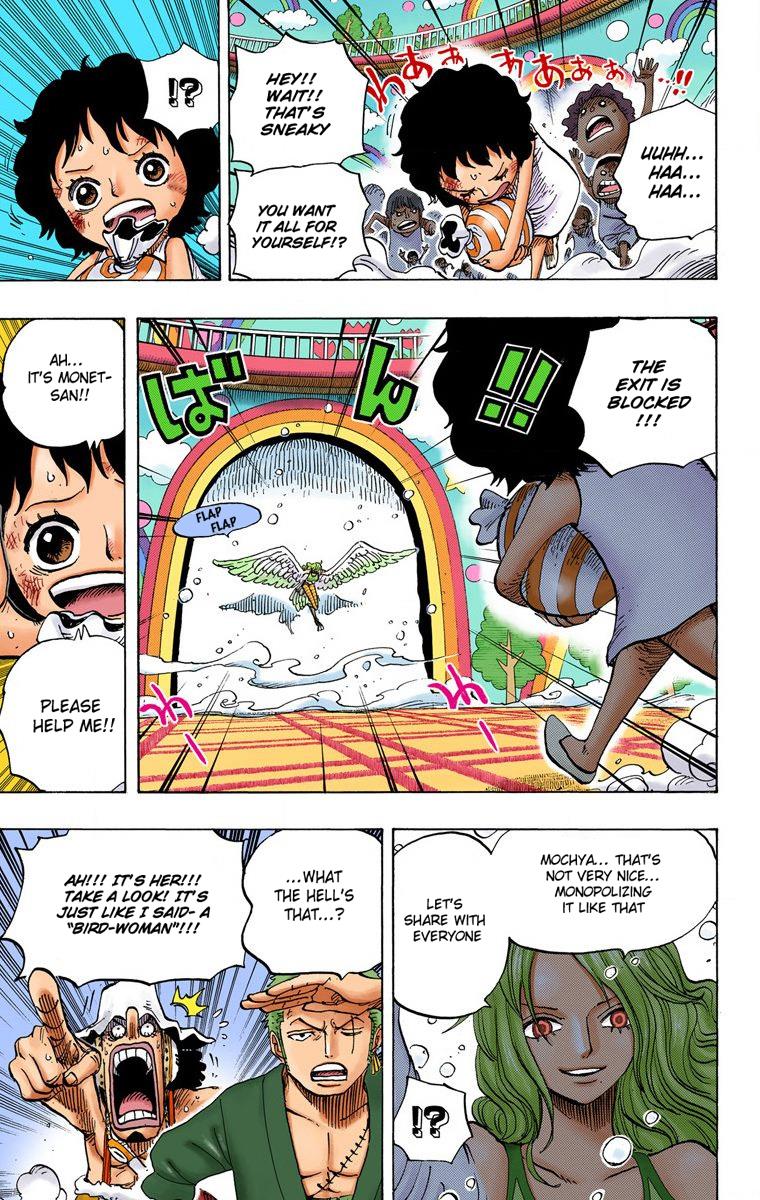 UUHH...
HAA...
HAA...
わあぁ ああぁぁ...!!
HEY!!
WAIT!!
THAT'S
SNEAKY
YOU WANT
IT ALL FOR
YOURSELF!?
!?
THE
EXIT IS
BLOCKED
!!!
ばん!!
FLAP
FLAP
AH...
IT'S MONET-
SAN!!
PLEASE
HELP ME!!
MOCHYA... THAT'S
NOT VERY NICE...
MONOPOLIZING
IT LIKE THAT
LET'S
SHARE WITH
EVERYONE
!?
...WHAT
THE HELL'S
THAT...?
AH!!! IT'S HER!!!
TAKE A LOOK! IT'S
JUST LIKE I SAID- A
"BIRD-WOMAN"!!!